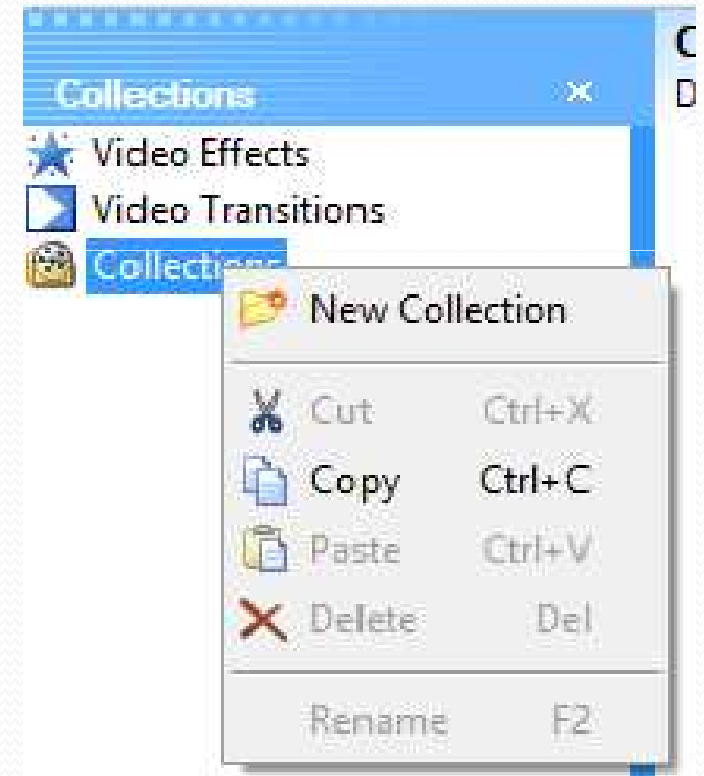 Collections
Video Effects
Video Transitions
Collections
New Collection
Cut Ctrl+X
Copy Ctrl+C
Paste Ctrl+V
Delete Del
Rename F2